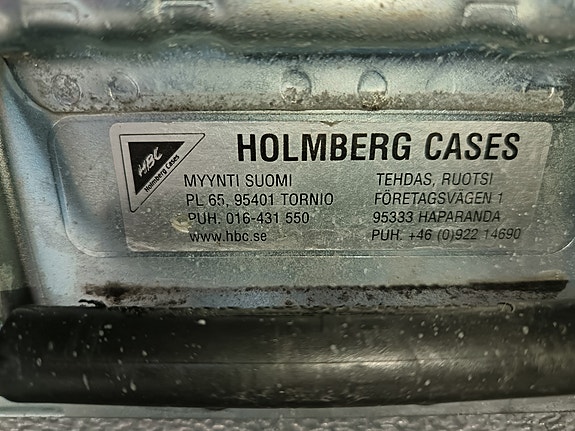 HBC
Holmberg Cases
HOLMBERG CASES
MYYNTI SUOMI
PL 65, 95401 TORNIO
PUH. 016-431 550
www.hbc.se
TEHDAS, RUOTSI
FÖRETAGSVÄGEN 1
95333 HAPARANDA
PUH. +46 (0)922 14690